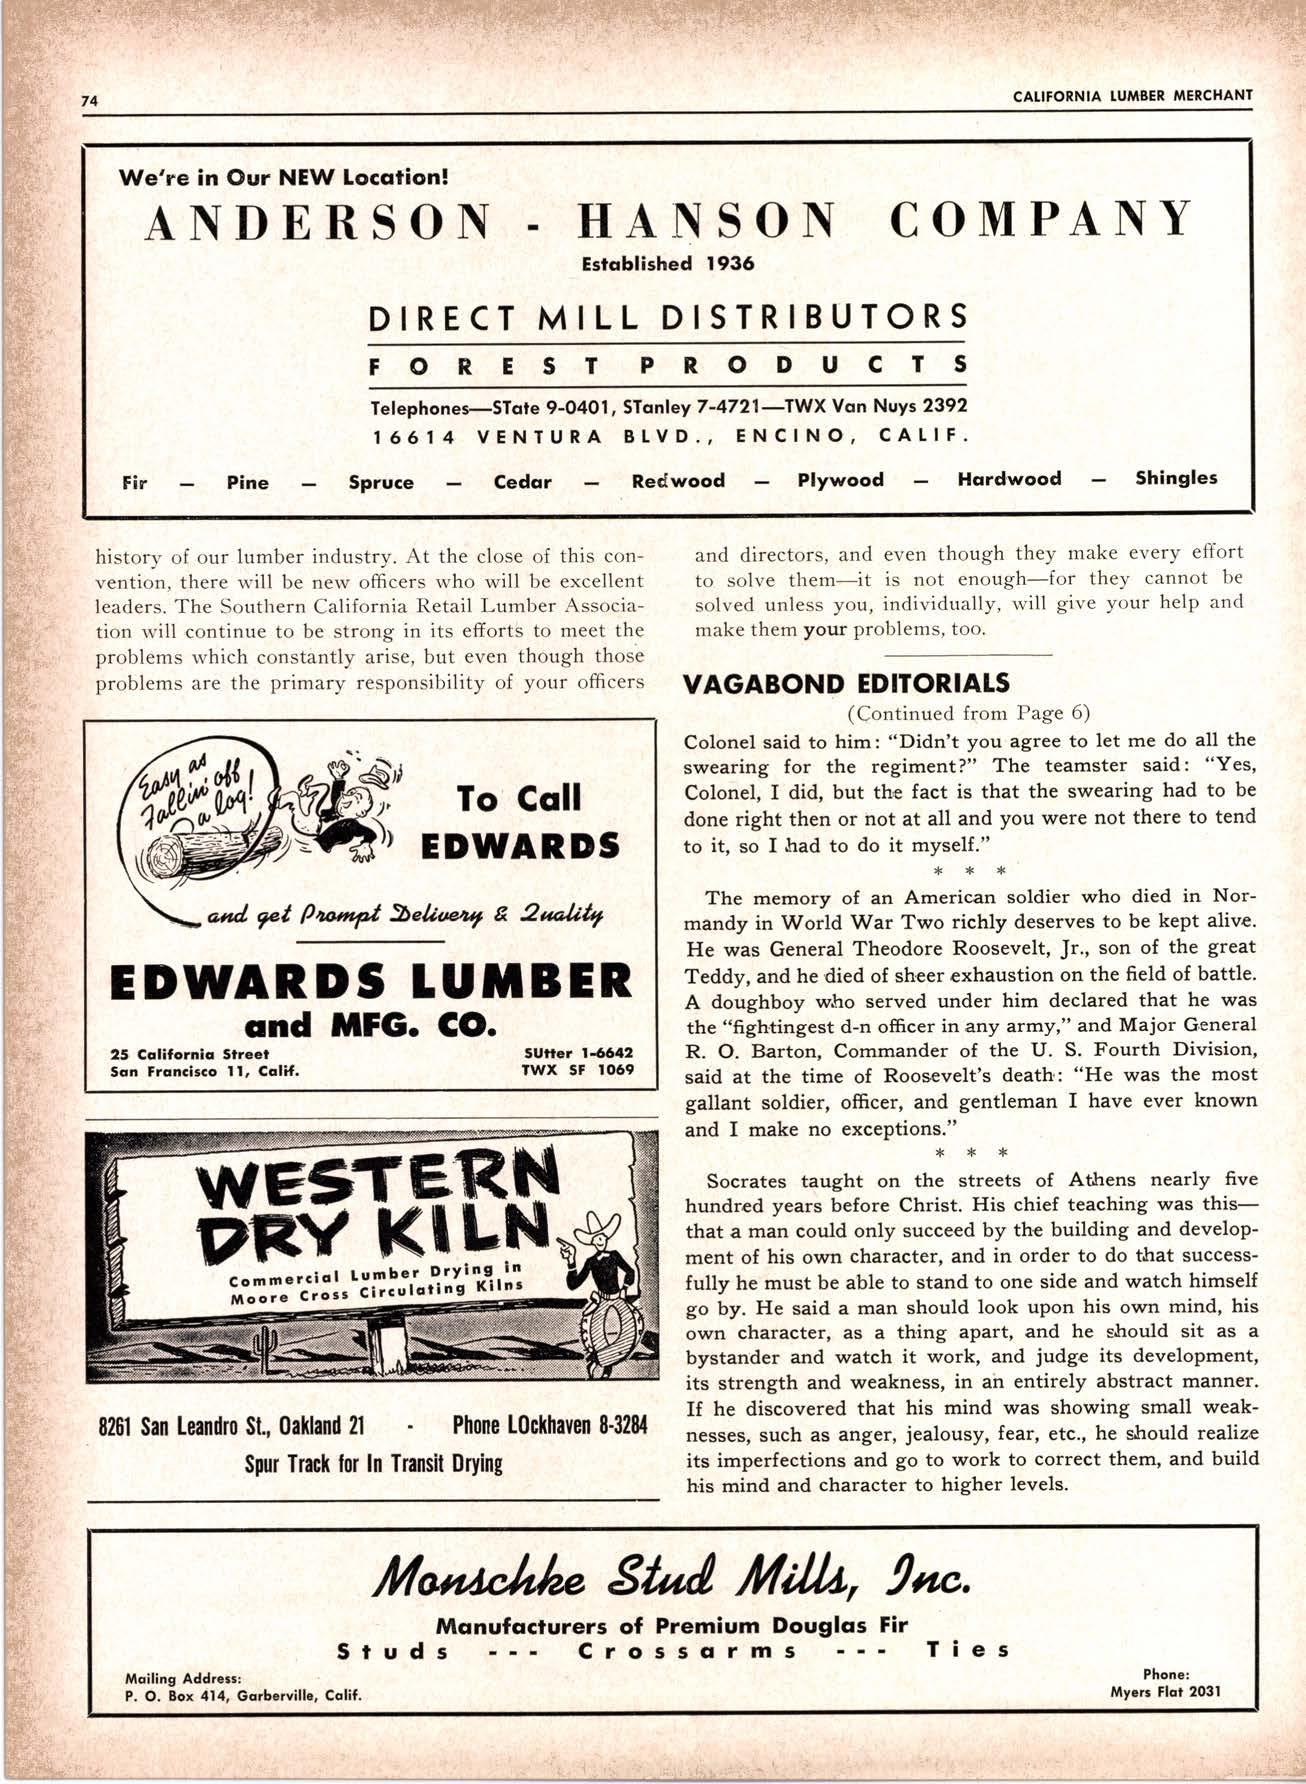 74
CALIFORNIA LUMBER MERCHANT
We're in Our NEW Location!
ANDERSON - HANSON COMPANY
Established 1936
DIRECT MILL DISTRIBUTORS
FOREST PRODUCTS
Telephones—STate 9-0401, STanley 7-4721—TWX Van Nuys 2392
16614 VENTURA BLVD., ENCINO, CALIF.
Fir — Pine — Spruce — Cedar — Redwood — Plywood — Hardwood — Shingles
history of our lumber industry. At the close of this con-
vention, there will be new officers who will be excellent
leaders. The Southern California Retail Lumber Associa-
tion will continue to be strong in its efforts to meet the
problems which constantly arise, but even though those
problems are the primary responsibility of your officers
and directors, and even though they make every effort
to solve them—it is not enough—for they cannot be
solved unless you, individually, will give your help and
make them your problems, too.
Easy as
Fallin' off
a log!
To Call
EDWARDS
and get Prompt Delivery & Quality
EDWARDS LUMBER
and MFG. CO.
25 California Street
San Francisco 11, Calif.
SUtter 1-6642
TWX SF 1069
WESTERN
DRY KILN
Commercial Lumber Drying in
Moore Cross Circulating Kilns
8261 San Leandro St., Oakland 21 - Phone LOckhaven 8-3284
Spur Track for In Transit Drying
VAGABOND EDITORIALS
(Continued from Page 6)
Colonel said to him: "Didn't you agree to let me do all the
swearing for the regiment?" The teamster said: "Yes,
Colonel, I did, but the fact is that the swearing had to be
done right then or not at all and you were not there to tend
to it, so I had to do it myself."
* * *
The memory of an American soldier who died in Nor-
mandy in World War Two richly deserves to be kept alive.
He was General Theodore Roosevelt, Jr., son of the great
Teddy, and he died of sheer exhaustion on the field of battle.
A doughboy who served under him declared that he was
the "fightingest d-n officer in any army," and Major General
R. O. Barton, Commander of the U. S. Fourth Division,
said at the time of Roosevelt's death: "He was the most
gallant soldier, officer, and gentleman I have ever known
and I make no exceptions."
* * *
Socrates taught on the streets of Athens nearly five
hundred years before Christ. His chief teaching was this—
that a man could only succeed by the building and develop-
ment of his own character, and in order to do that success-
fully he must be able to stand to one side and watch himself
go by. He said a man should look upon his own mind, his
own character, as a thing apart, and he should sit as a
bystander and watch it work, and judge its development,
its strength and weakness, in an entirely abstract manner.
If he discovered that his mind was showing small weak-
nesses, such as anger, jealousy, fear, etc., he should realize
its imperfections and go to work to correct them, and build
his mind and character to higher levels.
Monschke Stud Mills, Inc.
Manufacturers of Premium Douglas Fir
Studs --- Crossarms --- Ties
Mailing Address:
P. O. Box 414, Garberville, Calif.
Phone:
Myers Flat 2031